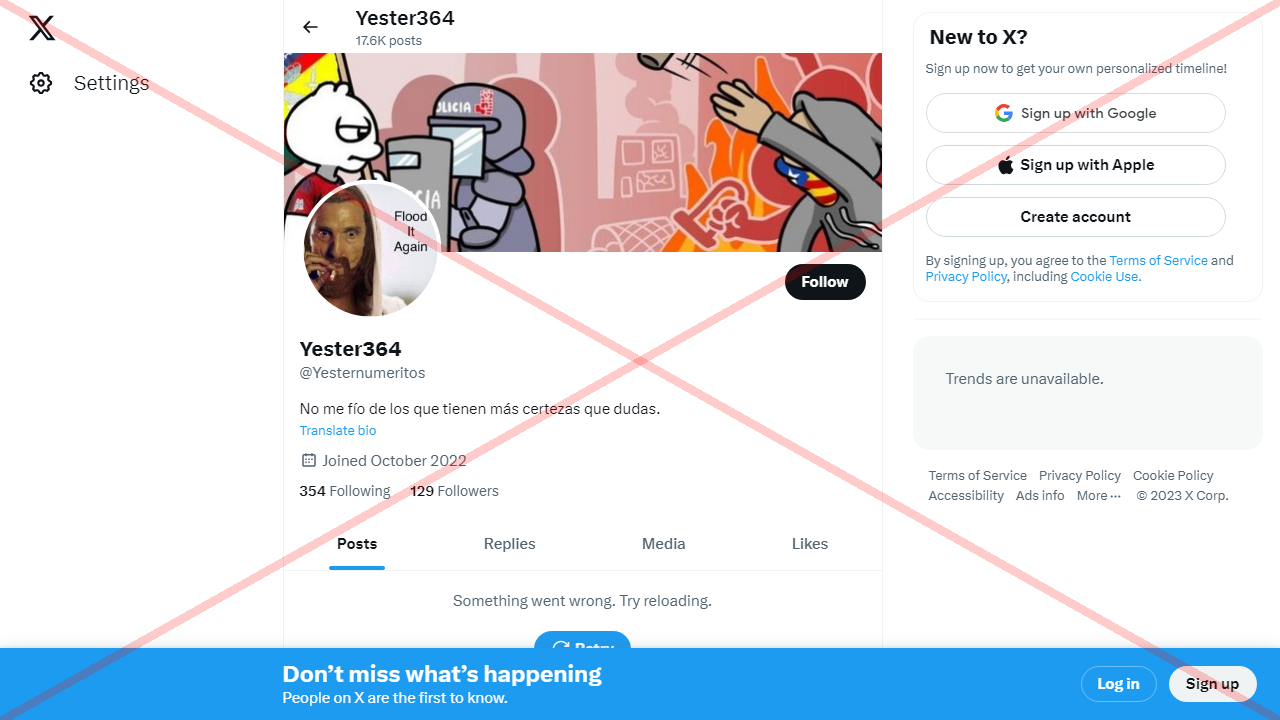 Yester364
17.6K posts
Settings
POLICIA
CIA
Flood
It
Again
Follow
Yester364
@Yesternumeritos
No me fío de los que tienen más certezas que dudas.
Translate bio
Joined October 2022
354 Following 129 Followers
Posts Replies Media Likes
Something went wrong. Try reloading.
Retry
New to X?
Sign up now to get your own personalized timeline!
Sign up with Google
Sign up with Apple
Create account
By signing up, you agree to the Terms of Service and
Privacy Policy, including Cookie Use.
Trends are unavailable.
Terms of Service Privacy Policy Cookie Policy
Accessibility Ads info More ··· © 2023 X Corp.
Don’t miss what’s happening
People on X are the first to know.
Log in Sign up